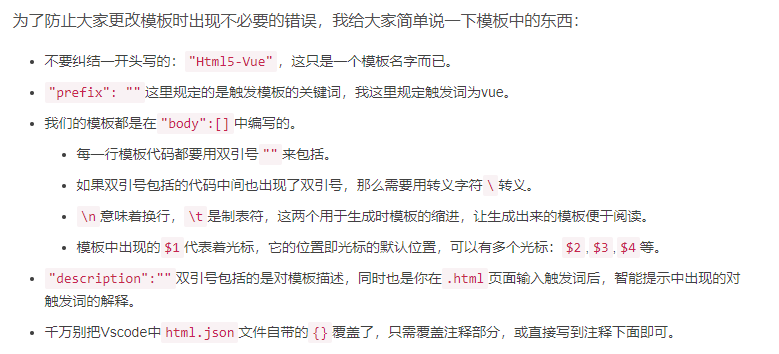 为了防止大家更改模板时出现不必要的错误，我给大家简单说一下模板中的东西：
不要纠结一开头写的："Html5-Vue"，这只是一个模板名字而已。
"prefix": ""这里规定的是触发模板的关键词，我这里规定触发词为vue。
我们的模板都是在"body":[]中编写的。
每一行模板代码都要用双引号""来包括。
如果双引号包括的代码中间也出现了双引号，那么需要用转义字符\转义。
\n意味着换行，\t是制表符，这两个用于生成时模板的缩进，让生成出来的模板便于阅读。
模板中出现的$1代表着光标，它的位置即光标的默认位置，可以有多个光标：$2,$3,$4等。
"description":""双引号包括的是对模板描述，同时也是你在.html页面输入触发词后，智能提示中出现的对
触发词的解释。
千万别把Vscode中html.json文件自带的{}覆盖了，只需覆盖注释部分，或直接写到注释下面即可。